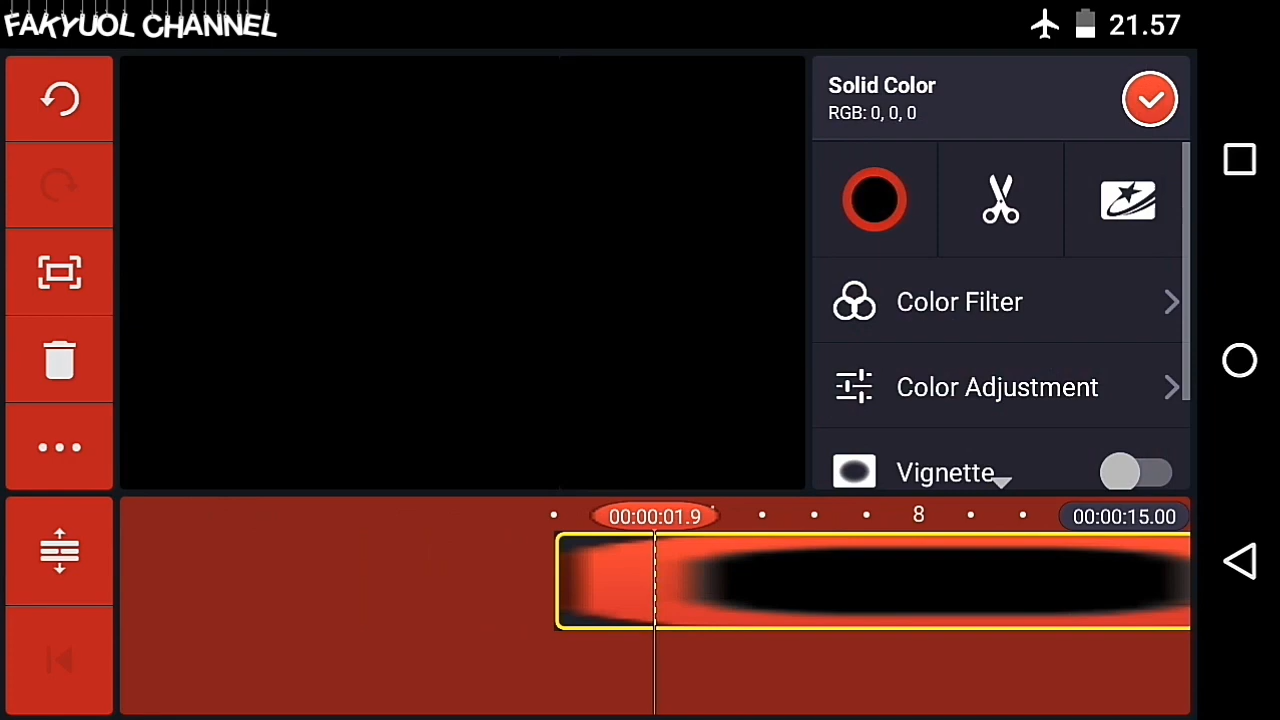 FAKYUOL CHANNEL
21.57
Solid Color
RGB: 0, 0, 0
Color Filter
Color Adjustment
Vignette
00:00:01.9
8
00:00:15.00